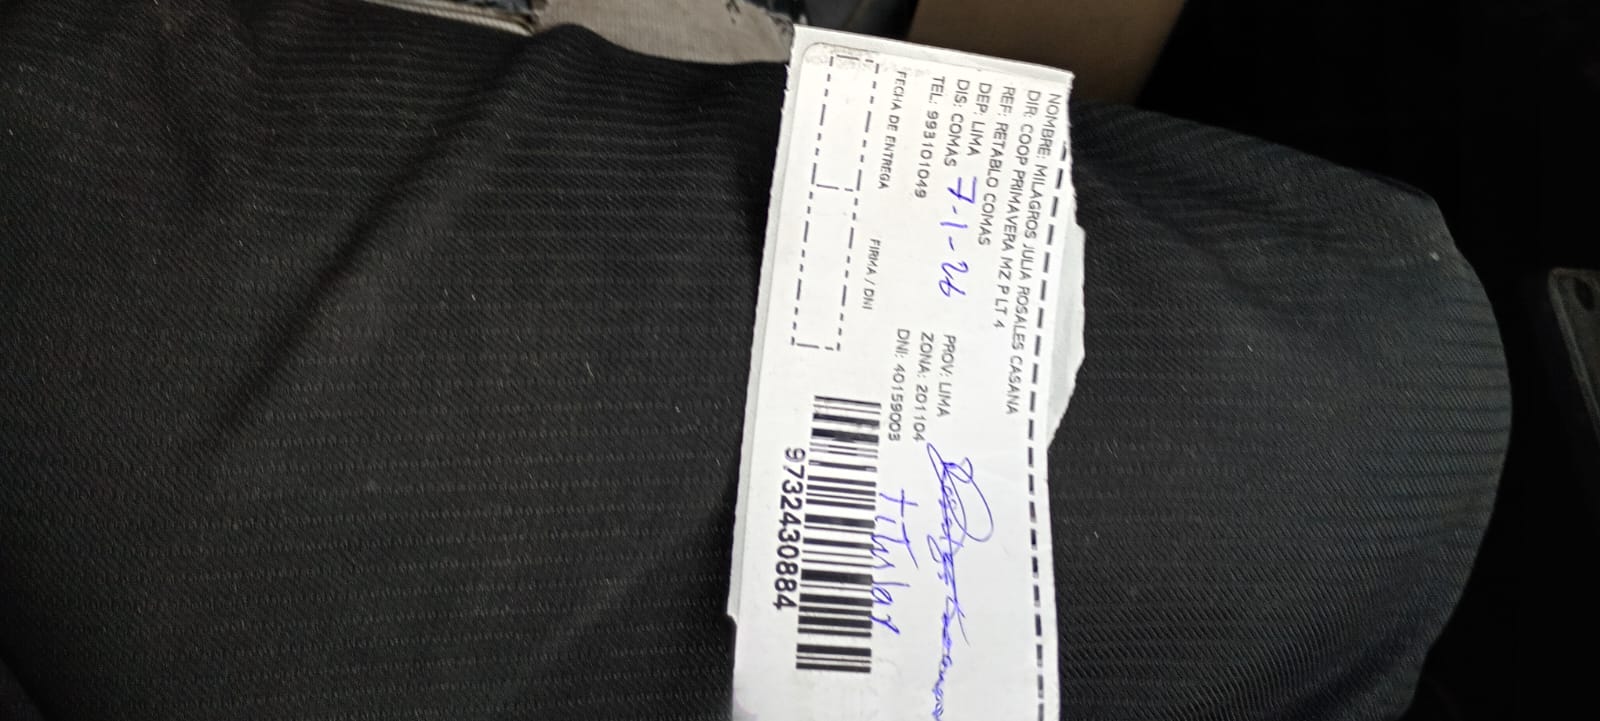 NOMBRE: MILAGROS JULIA ROSALES CASANA
DIR: COOP PRIMAVERA MZ P LT 4
REF: RETABLO COMAS
DEP: LIMA PROV: LIMA
DIS: COMAS ZONA: 201104
7-1-26
TEL: 993101049 DNI: 40159003
FECHA DE ENTREGA
FIRMA / DNI
Titular
9732430884